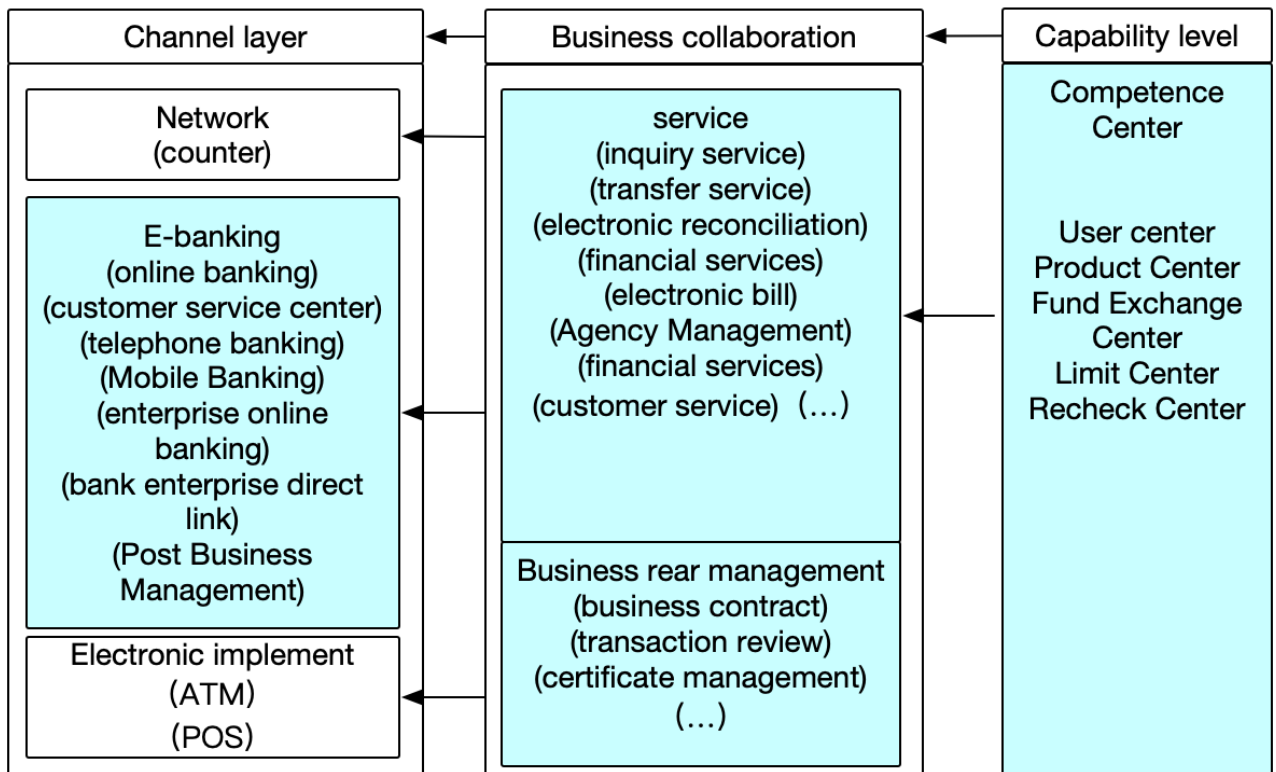 Channel layer
Business collaboration
Capability level
Network
(counter)
E-banking
(online banking)
(customer service center)
(telephone banking)
(Mobile Banking)
(enterprise online
banking)
(bank enterprise direct
link)
(Post Business
Management)
Electronic implement
(ATM)
(POS)
service
(inquiry service)
(transfer service)
(electronic reconciliation)
(financial services)
(electronic bill)
(Agency Management)
(financial services)
(customer service) (...)
Business rear management
(business contract)
(transaction review)
(certificate management)
(...)
Competence
Center
User center
Product Center
Fund Exchange
Center
Limit Center
Recheck Center